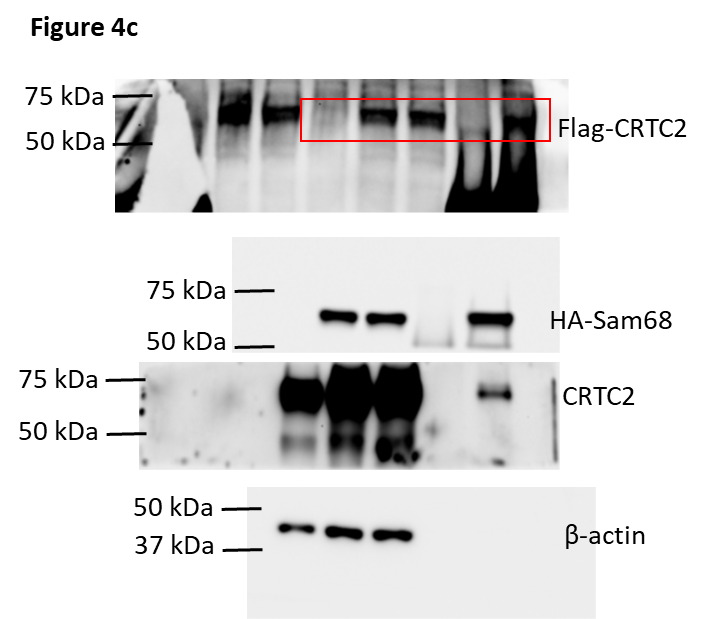 Figure 4c
75 kDa
50 kDa
Flag-CRTC2
75 kDa
50 kDa
HA-Sam68
75 kDa
50 kDa
CRTC2
50 kDa
37 kDa
β-actin